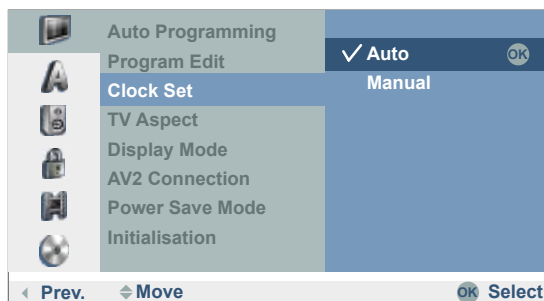 Auto Programming
Program Edit
Clock Set
TV Aspect
Display Mode
AV2 Connection
Power Save Mode
Initialisation
✓ Auto OK
Manual
Prev. Move OK Select